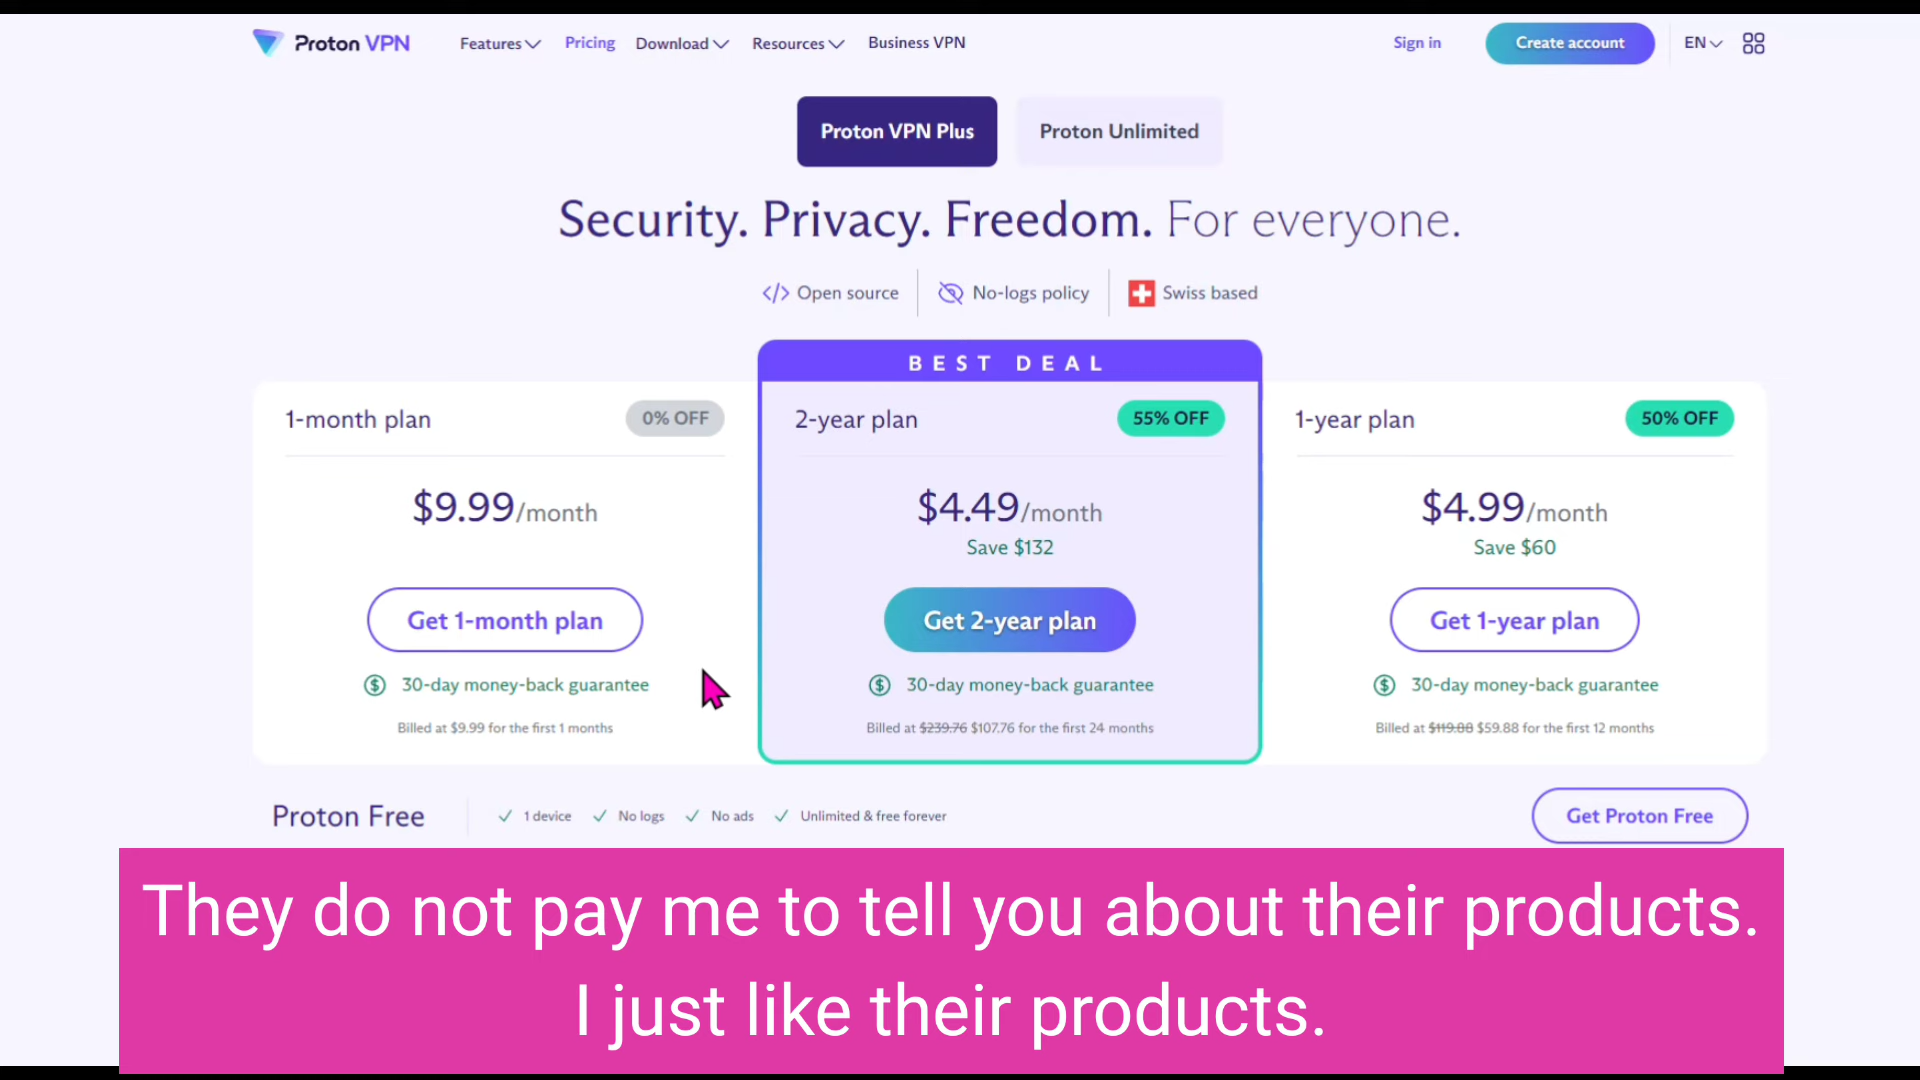 Proton VPN
Features Pricing Download Resources Business VPN Sign in Create account EN
Proton VPN Plus Proton Unlimited
Security. Privacy. Freedom. For everyone.
Open source No-logs policy Swiss based
BEST DEAL
1-month plan 0% OFF
$9.99/month
Get 1-month plan
30-day money-back guarantee
Billed at $9.99 for the first 1 months
2-year plan 55% OFF
$4.49/month
Save $132
Get 2-year plan
30-day money-back guarantee
Billed at $239.76 $107.76 for the first 24 months
1-year plan 50% OFF
$4.99/month
Save $60
Get 1-year plan
30-day money-back guarantee
Billed at $119.88 $59.88 for the first 12 months
Proton Free 1 device No logs No ads Unlimited & free forever Get Proton Free
They do not pay me to tell you about their products.
I just like their products.